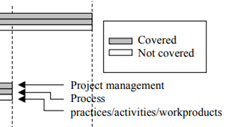 Covered
Not covered
Project management
Process
practices/activities/workproducts